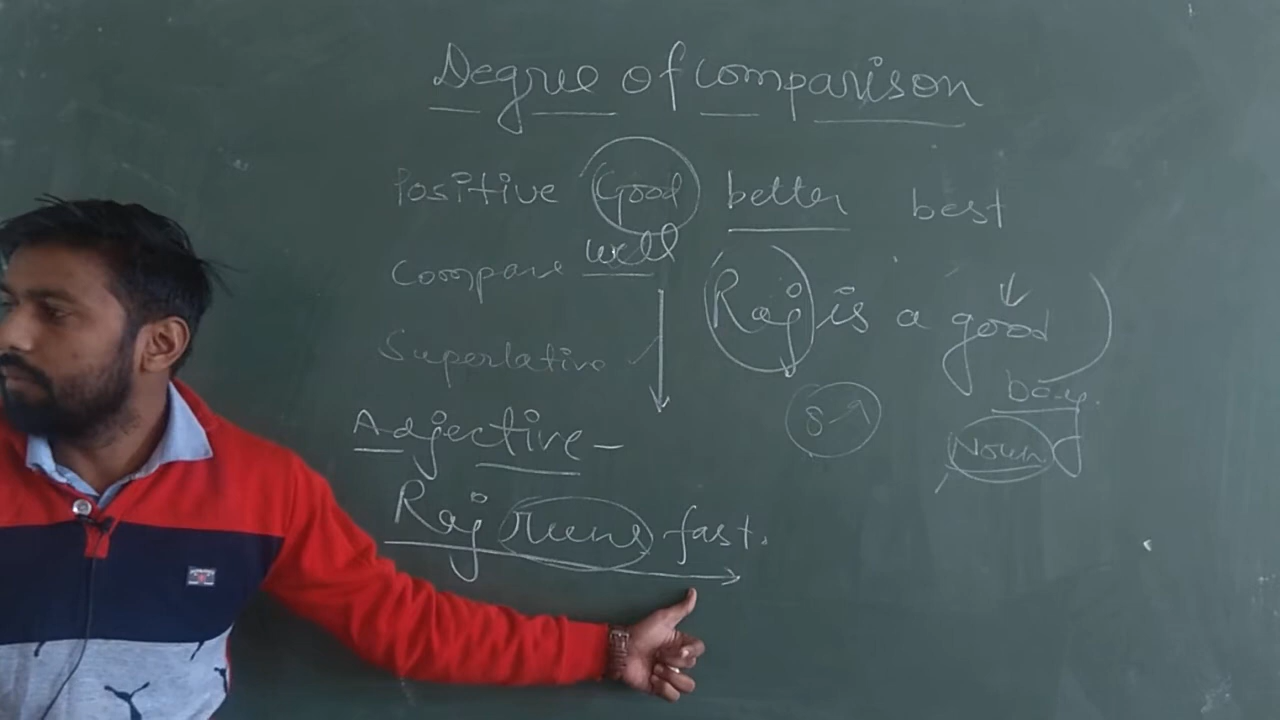 Degree of comparison
Positive Good better best
Compare well
Raj is a good
boy.
Superlative
Noun
Adjective -
Raj runs fast.